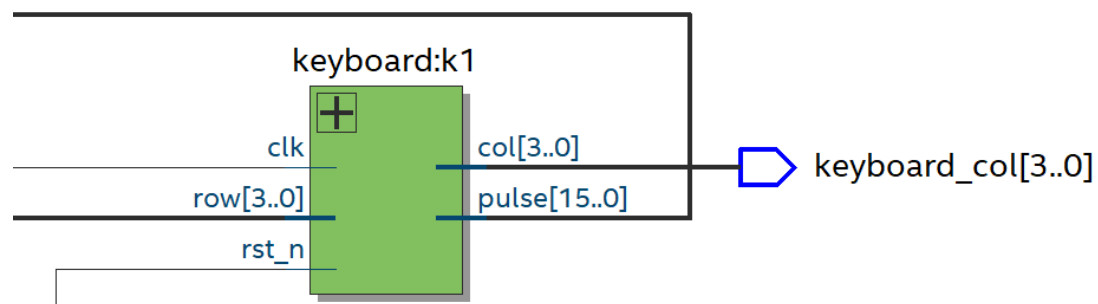 keyboard:k1
clk
col[3..0]
keyboard_col[3..0]
row[3..0]
pulse[15..0]
rst_n